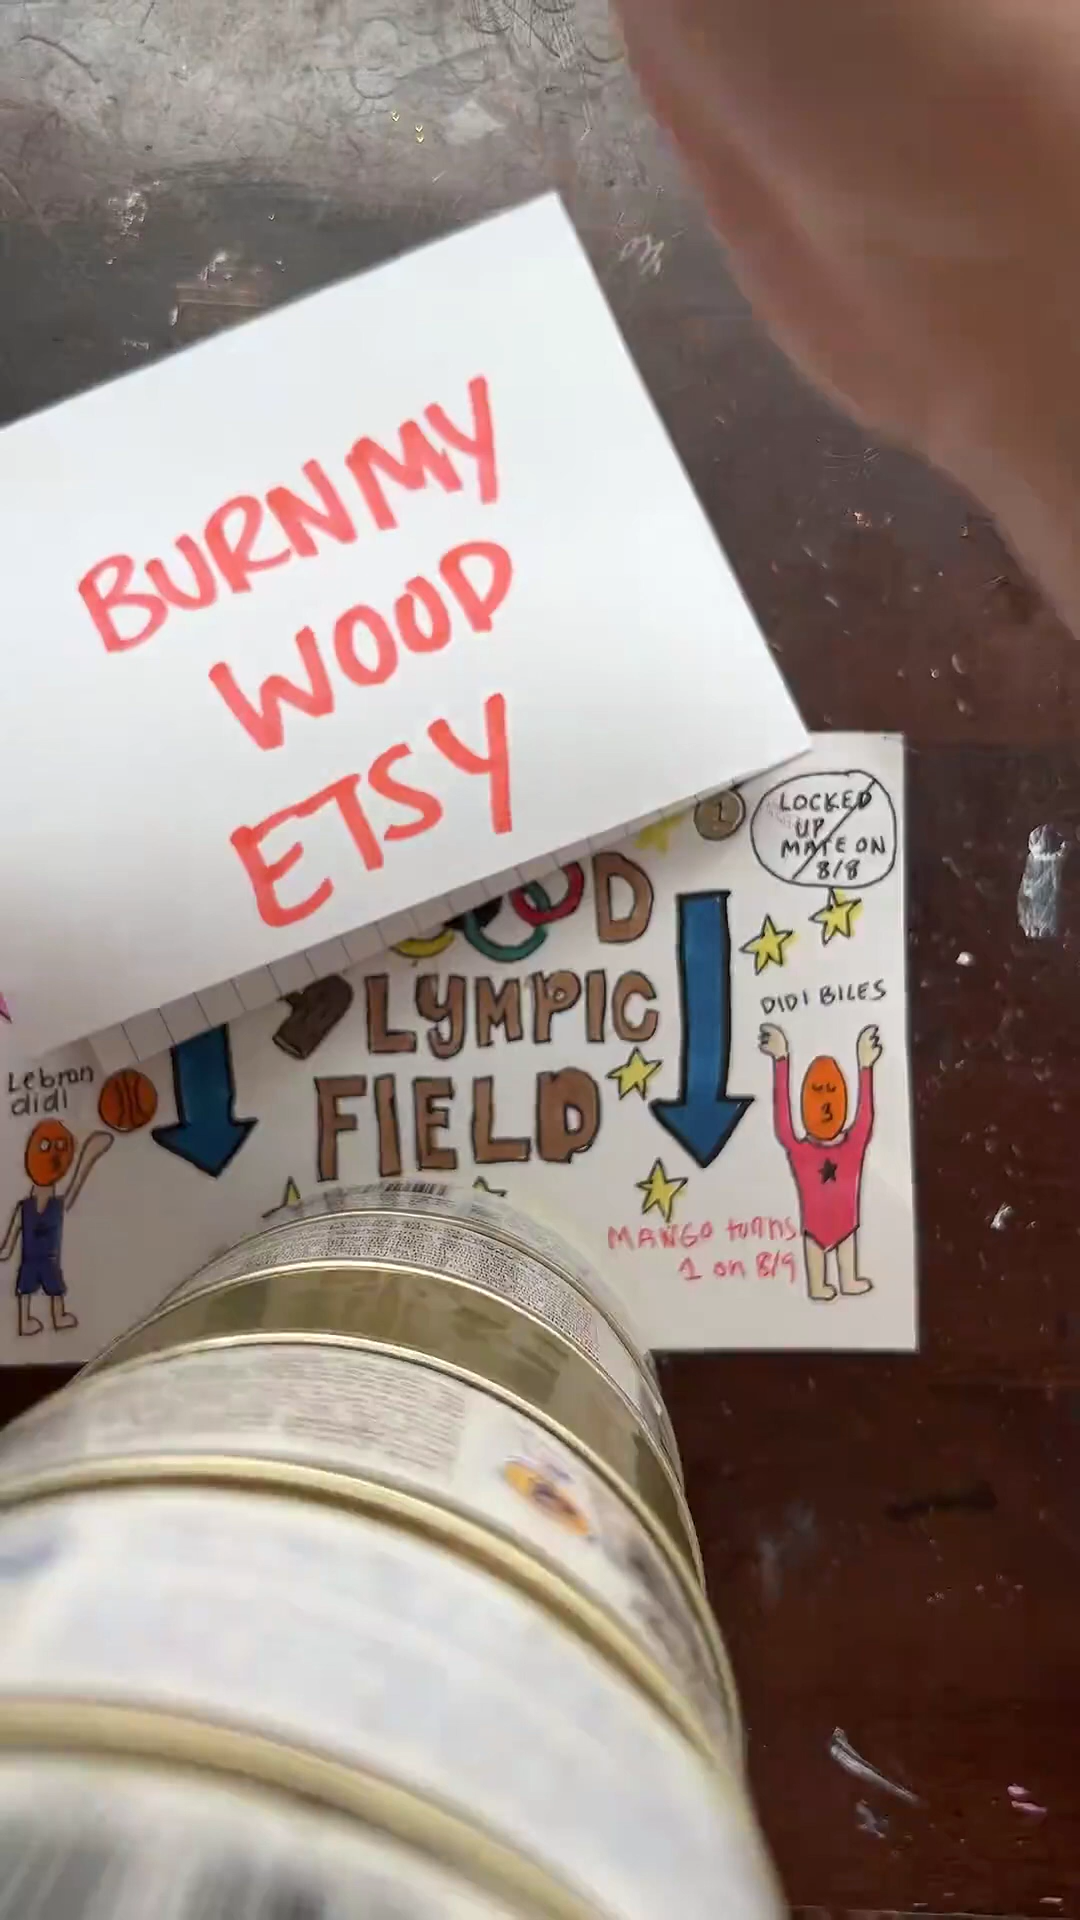 BURNMY
WOOD
ETSY
LOCKED
UP
MATE ON
8/8
1
LYMPIC
FIELD
DIDI BILES
Lebron
didi
MANGO turns
1 on 8/9